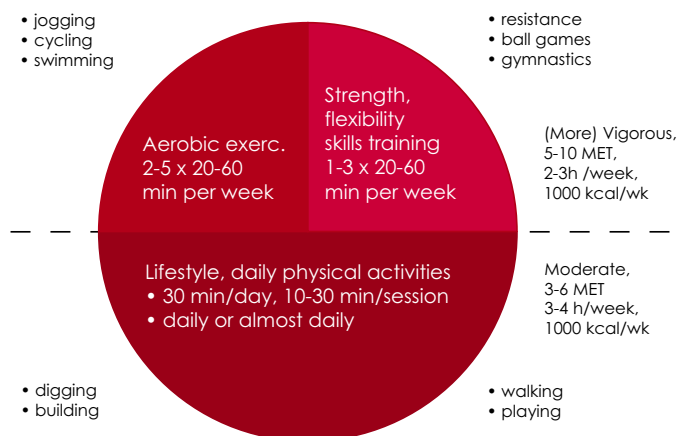 • jogging
• cycling
• swimming
• resistance
• ball games
• gymnastics
Aerobic exerc.
2-5 x 20-60
min per week
Strength,
flexibility
skills training
1-3 x 20-60
min per week
(More) Vigorous,
5-10 MET,
2-3h /week,
1000 kcal/wk
Lifestyle, daily physical activities
• 30 min/day, 10-30 min/session
• daily or almost daily
Moderate,
3-6 MET
3-4 h/week,
1000 kcal/wk
• digging
• building
• walking
• playing